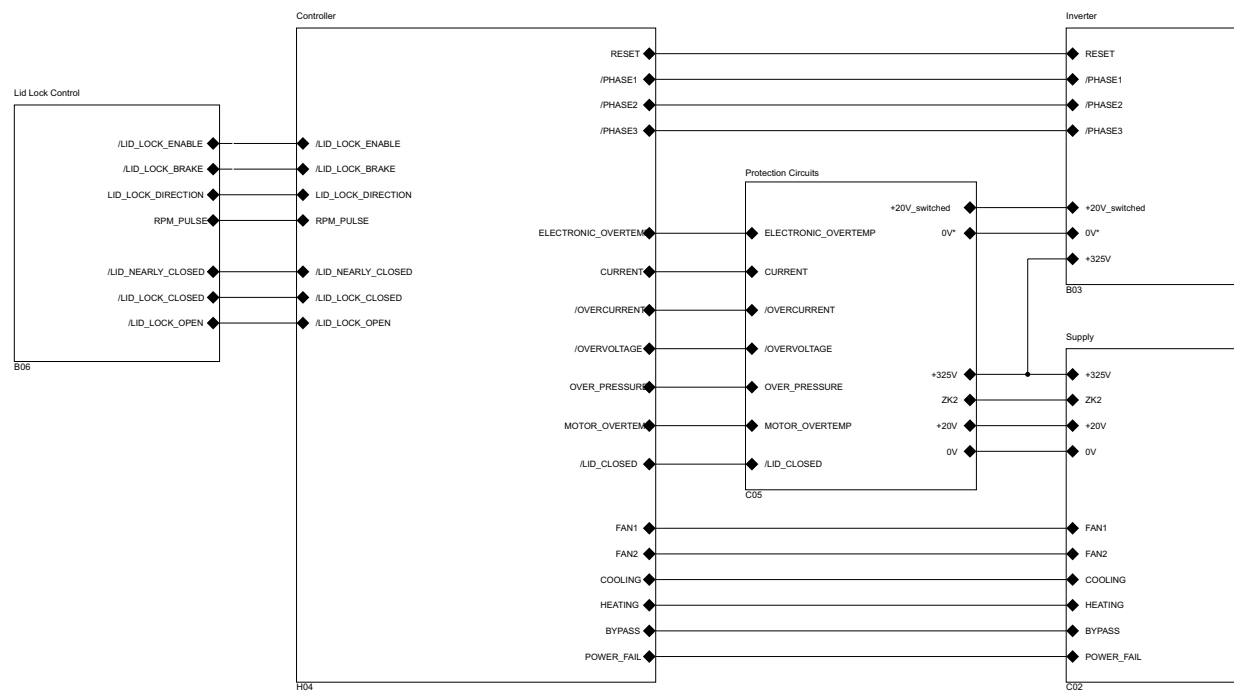 Controller
RESET
/PHASE1
/PHASE2
/PHASE3
ELECTRONIC_OVERTEM
CURRENT
/OVERCURRENT
/OVERVOLTAGE
OVER_PRESSURE
MOTOR_OVERTEM
/LID_CLOSED
FAN1
FAN2
COOLING
HEATING
BYPASS
POWER_FAIL
/LID_LOCK_ENABLE
/LID_LOCK_BRAKE
LID_LOCK_DIRECTION
RPM_PULSE
/LID_NEARLY_CLOSED
/LID_LOCK_CLOSED
/LID_LOCK_OPEN
H04
Lid Lock Control
/LID_LOCK_ENABLE
/LID_LOCK_BRAKE
LID_LOCK_DIRECTION
RPM_PULSE
/LID_NEARLY_CLOSED
/LID_LOCK_CLOSED
/LID_LOCK_OPEN
B06
Protection Circuits
+20V_switched
0V*
ELECTRONIC_OVERTEMP
CURRENT
/OVERCURRENT
/OVERVOLTAGE
OVER_PRESSURE
MOTOR_OVERTEMP
/LID_CLOSED
+325V
ZK2
+20V
0V
C05
Inverter
RESET
/PHASE1
/PHASE2
/PHASE3
+20V_switched
0V*
+325V
B03
Supply
+325V
ZK2
+20V
0V
FAN1
FAN2
COOLING
HEATING
BYPASS
POWER_FAIL
C02